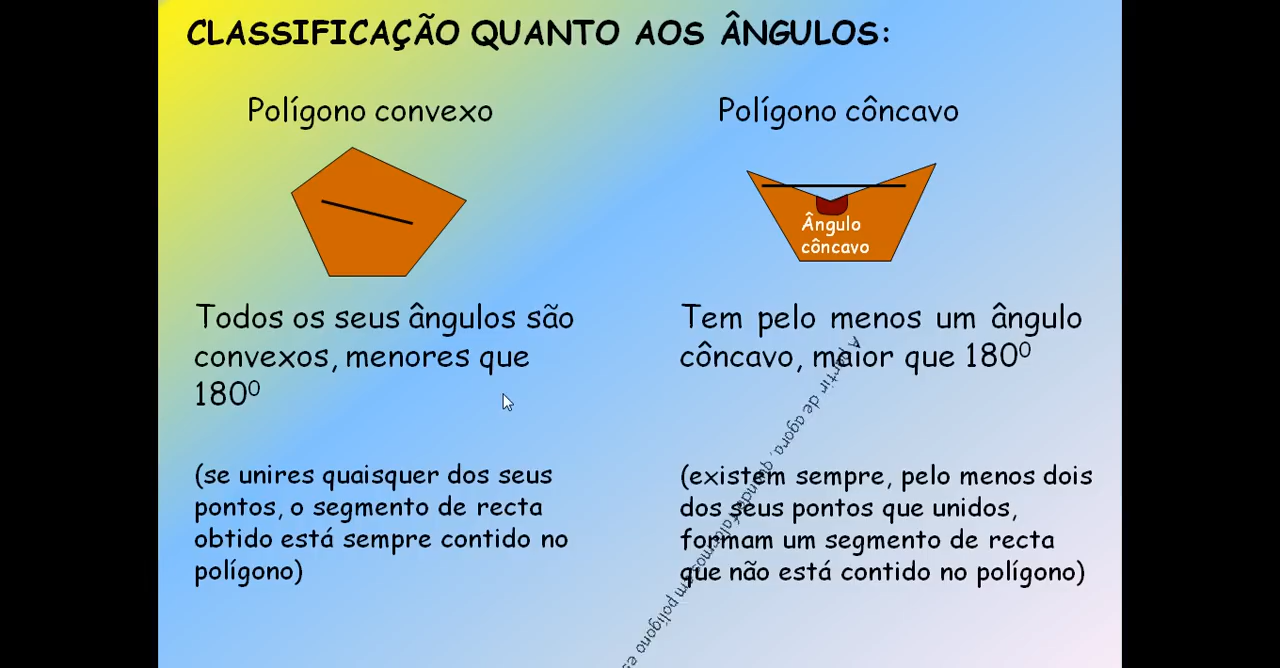 CLASSIFICAÇÃO QUANTO AOS ÂNGULOS:
Polígono convexo
Polígono côncavo
Ângulo
côncavo
Todos os seus ângulos são
convexos, menores que
180º
Tem pelo menos um ângulo
côncavo, maior que 180º
(se unires quaisquer dos seus
pontos, o segmento de recta
obtido está sempre contido no
polígono)
(existem sempre, pelo menos dois
dos seus pontos que unidos,
formam um segmento de recta
que não está contido no polígono)
A partir de agora, quando falarmos em polígono